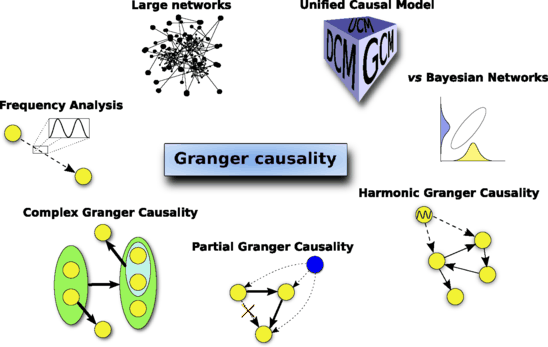 Large networks
Unified Causal Model
DCM
DCM
GCM
vs Bayesian Networks
Frequency Analysis
Granger causality
Harmonic Granger Causality
Complex Granger Causality
Partial Granger Causality